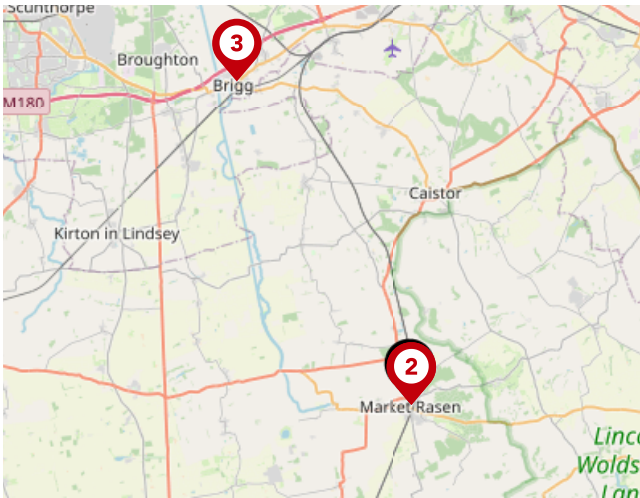 Scunthorpe
3
Broughton
Brigg
M180
Caistor
Kirton in Lindsey
2
Market Rasen
Linc
Wolds
Lan